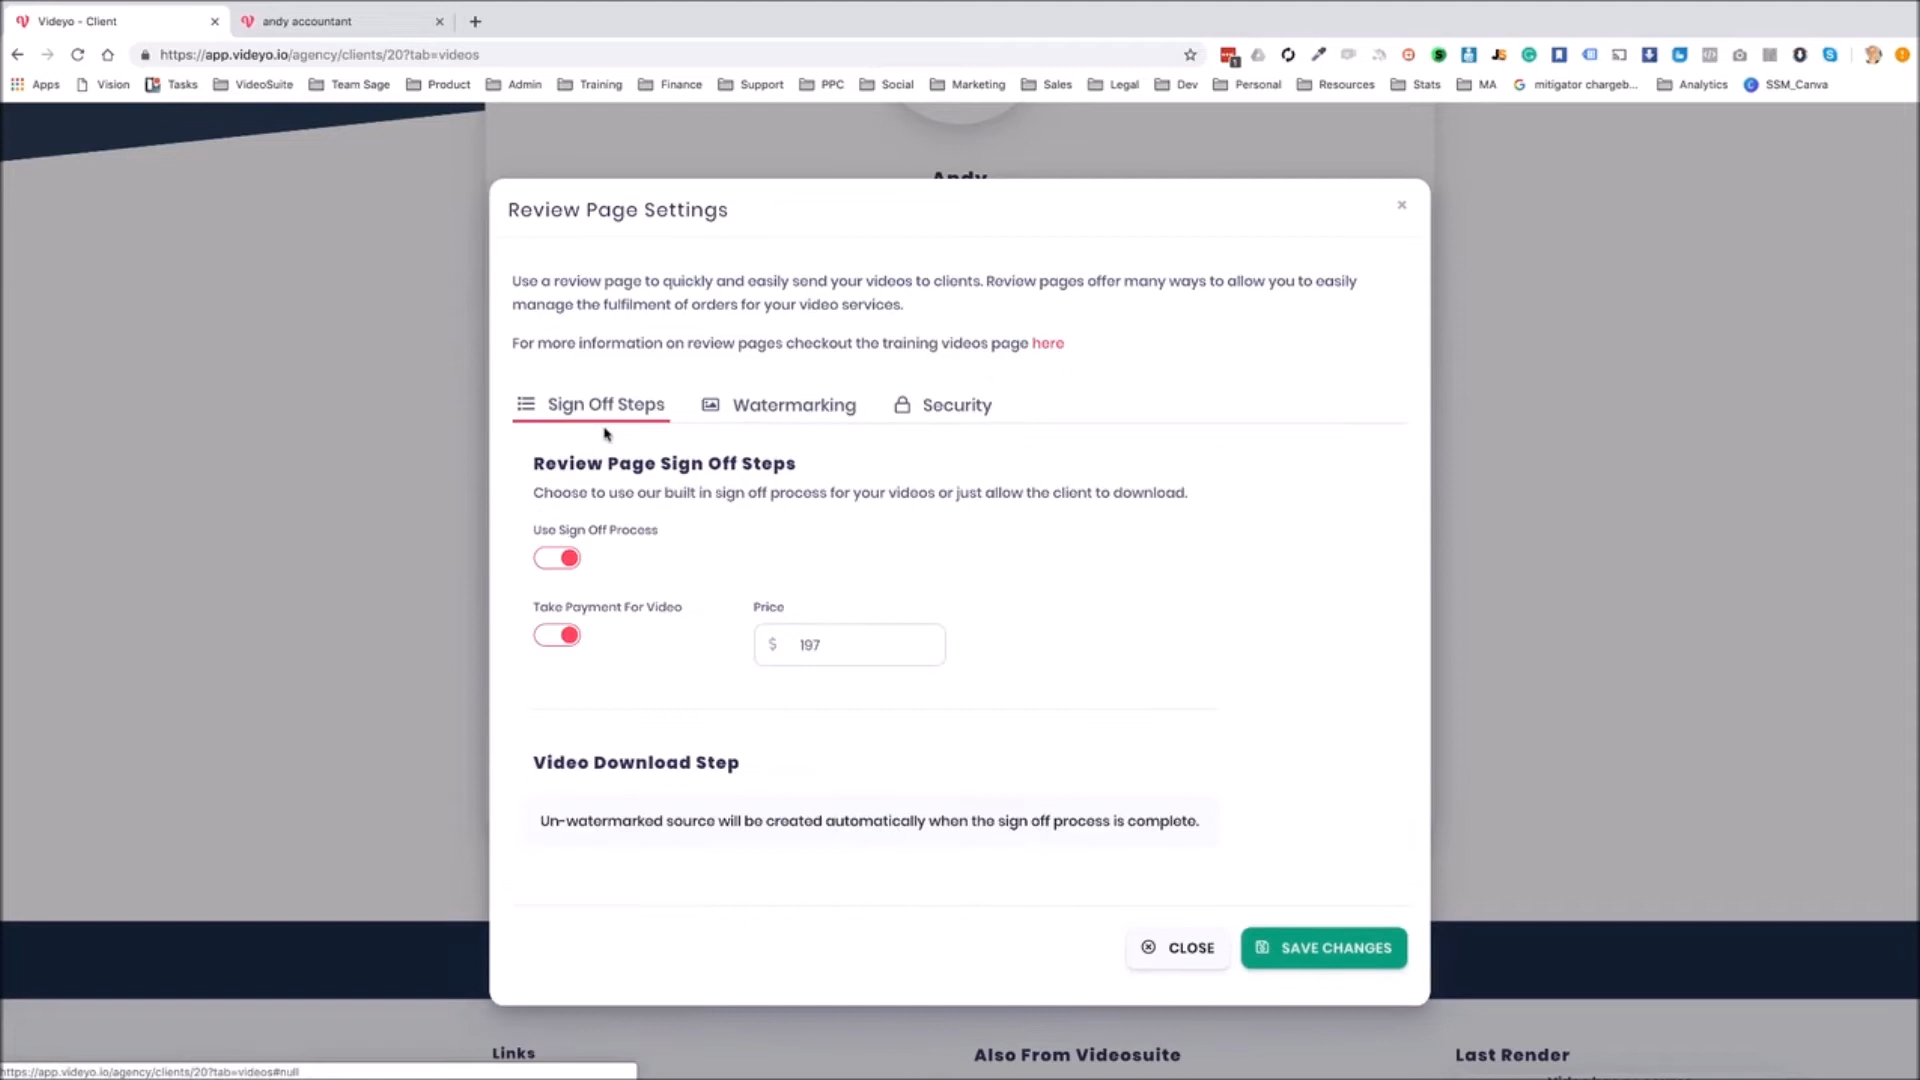 Videyo - Client
andy accountant
https://app.videyo.io/agency/clients/20?tab=videos
Apps Vision Tasks VideoSuite Team Sage Product Admin Training Finance Support PPC Social Marketing Sales Legal Dev Personal Resources Stats MA mitigator chargeb... Analytics SSM_Canva
Andy
Review Page Settings
Use a review page to quickly and easily send your videos to clients. Review pages offer many ways to allow you to easily
manage the fulfilment of orders for your video services.
For more information on review pages checkout the training videos page here
Sign Off Steps Watermarking Security
Review Page Sign Off Steps
Choose to use our built in sign off process for your videos or just allow the client to download.
Use Sign Off Process
Take Payment For Video Price
$ 197
Video Download Step
Un-watermarked source will be created automatically when the sign off process is complete.
CLOSE SAVE CHANGES
Links Also From Videosuite Last Render
https://app.videyo.io/agency/clients/20?tab=videos#null